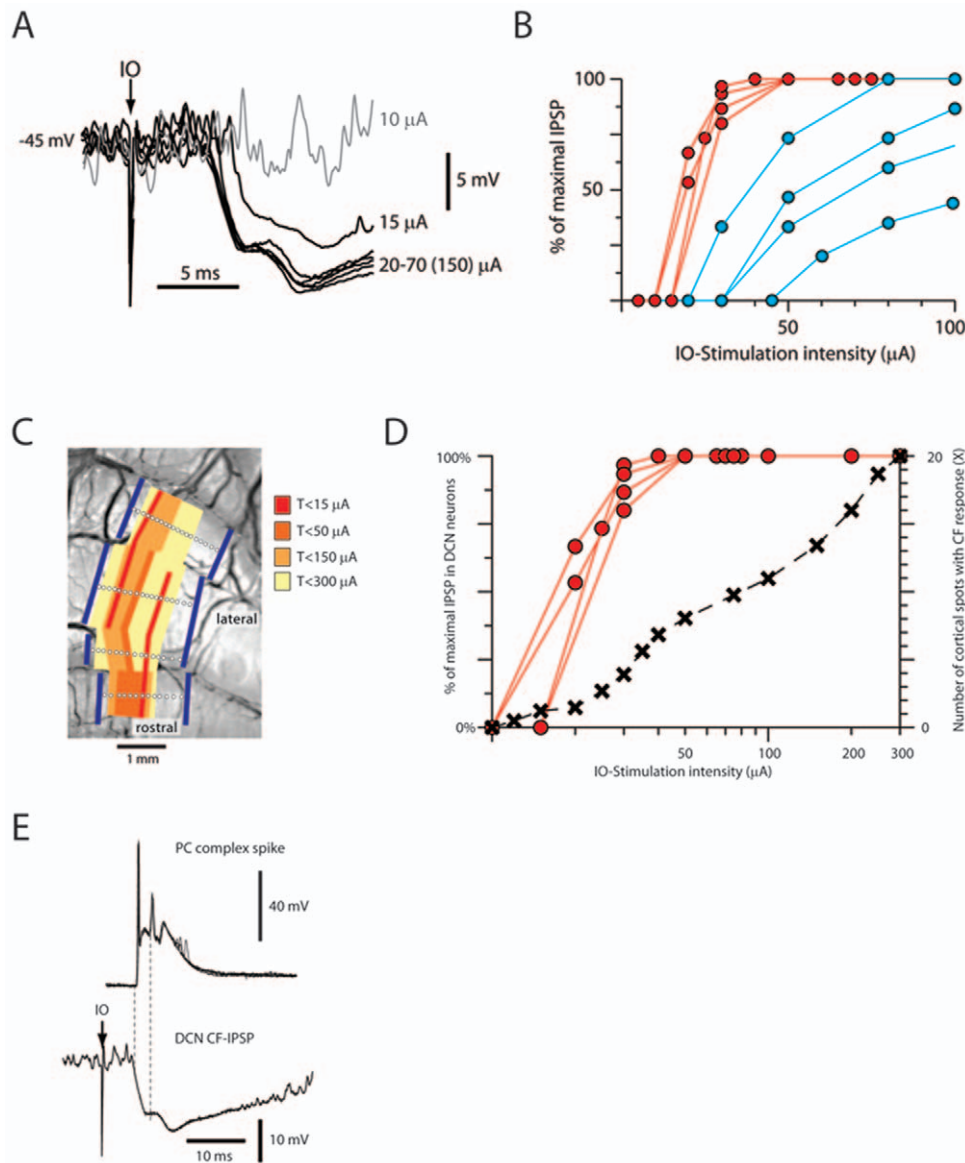 A
IO
-45 mV
10 µA
5 mV
15 µA
20-70 (150) µA
5 ms
B
100
50
% of maximal IPSP
50
100
IO-Stimulation intensity (µA)
C
T<15 µA
T<50 µA
T<150 µA
T<300 µA
lateral
rostral
1 mm
D
100%
0%
% of maximal IPSP in DCN neurons
20
0
Number of cortical spots with CF response (X)
50
100
200
300
IO-Stimulation intensity (µA)
E
PC complex spike
40 mV
IO
DCN CF-IPSP
10 ms
10 mV